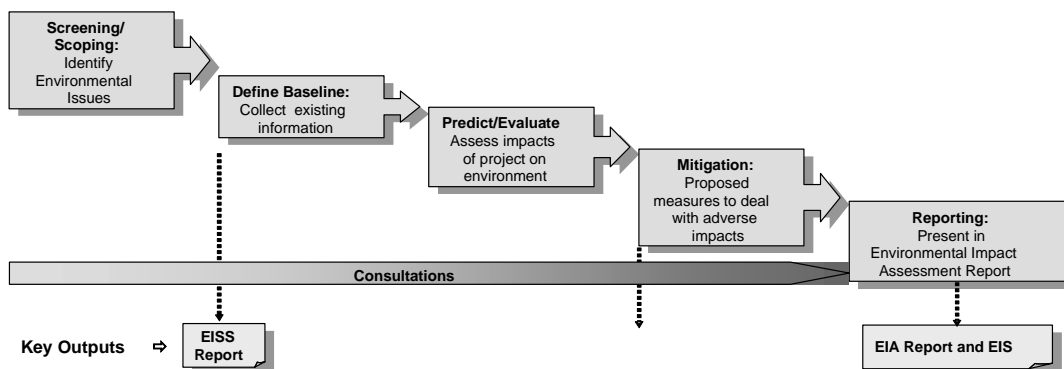 Screening/
Scoping:
Identify
Environmental
Issues
Define Baseline:
Collect existing
information
Predict/Evaluate
Assess impacts
of project on
environment
Mitigation:
Proposed
measures to deal
with adverse
impacts
Reporting:
Present in
Environmental Impact
Assessment Report
Consultations
Key Outputs ⇨
EISS
Report
EIA Report and EIS